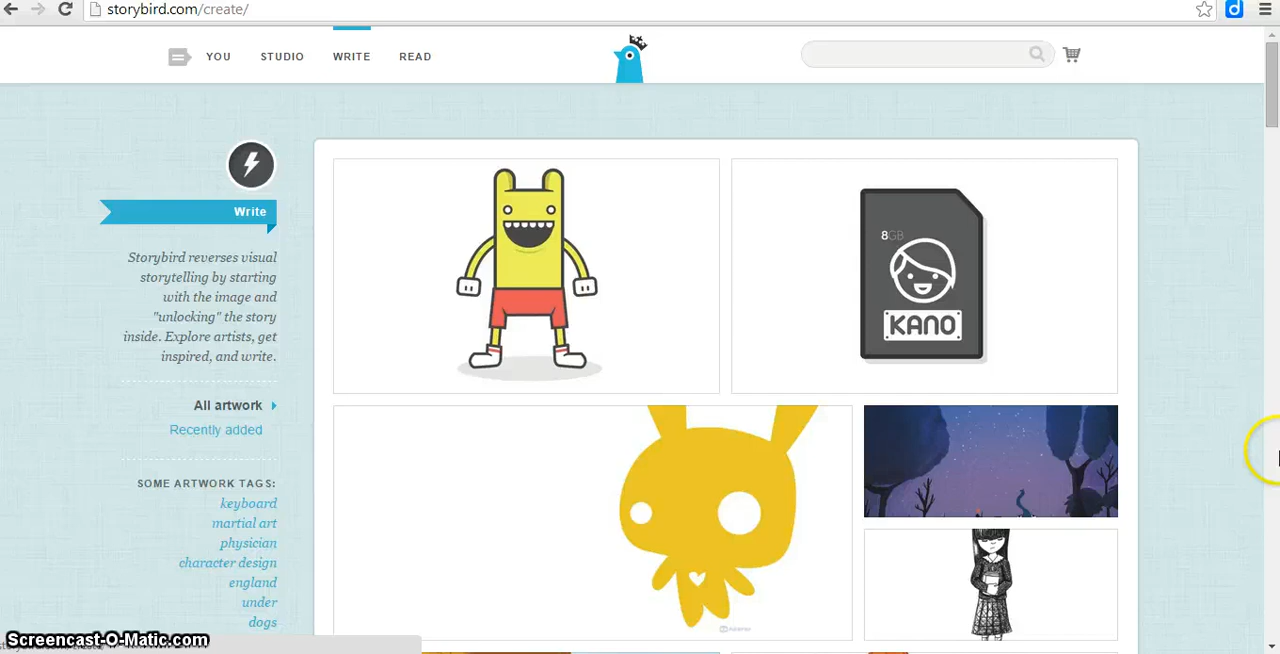 storybird.com/create/
YOU STUDIO WRITE READ
Write
Storybird reverses visual
storytelling by starting
with the image and
"unlocking" the story
inside. Explore artists, get
inspired, and write.
All artwork
Recently added
SOME ARTWORK TAGS:
keyboard
martial art
physician
character design
england
under
dogs
8GB
KANO
Screencast-O-Matic.com